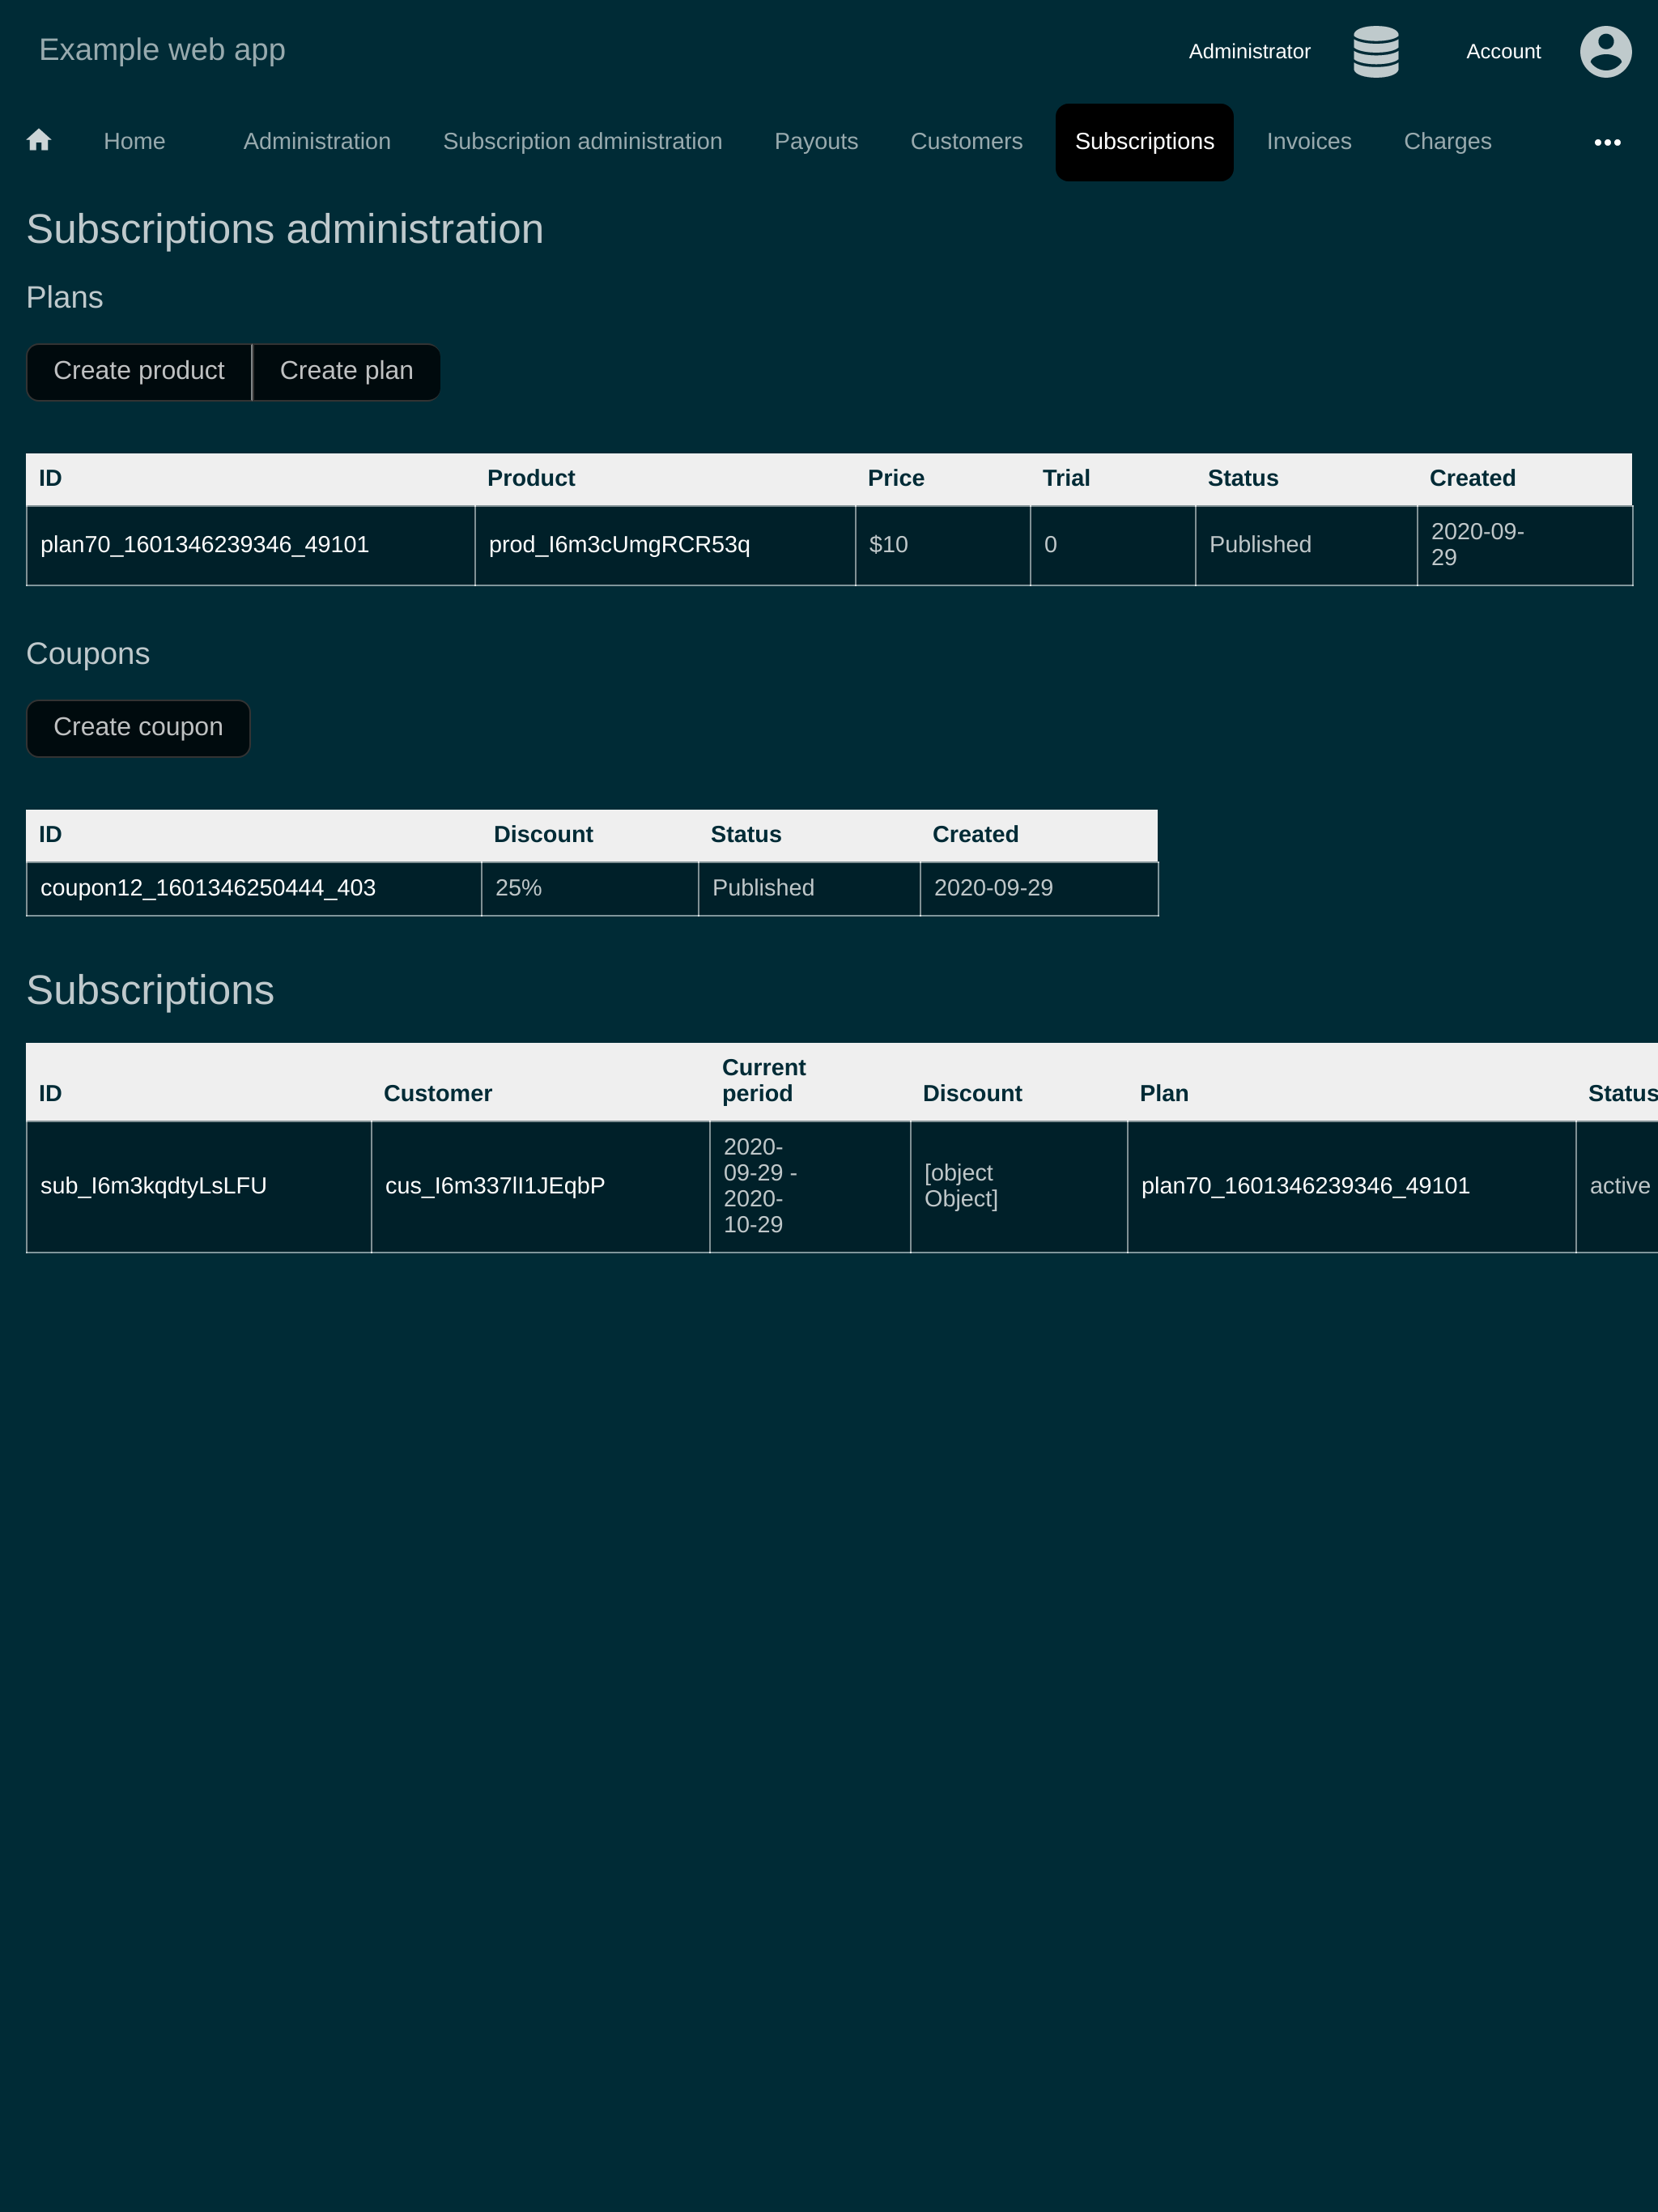 Example web app
Administrator Account
Home Administration Subscription administration Payouts Customers Subscriptions Invoices Charges
Subscriptions administration
Plans
Create product Create plan
ID Product Price Trial Status Created
plan70_1601346239346_49101 prod_I6m3cUmgRCR53q $10 0 Published 2020-09-
29
Coupons
Create coupon
ID Discount Status Created
coupon12_1601346250444_403 25% Published 2020-09-29
Subscriptions
Current
ID Customer period Discount Plan Status
2020-
09-29 - [object
sub_I6m3kqdtyLsLFU cus_I6m337lI1JEqbP plan70_1601346239346_49101 active
2020- Object]
10-29